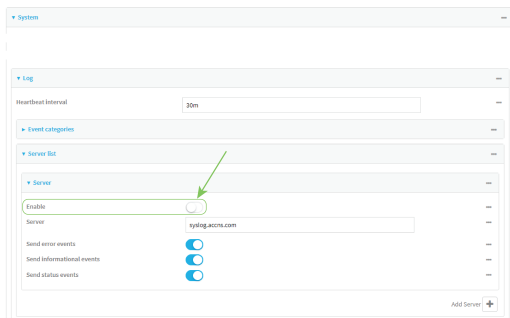 System
Log
Heartbeat interval
30m
Event categories
Server list
Server
Enable
Server
syslog.accns.com
Send error events
Send informational events
Send status events
Add Server